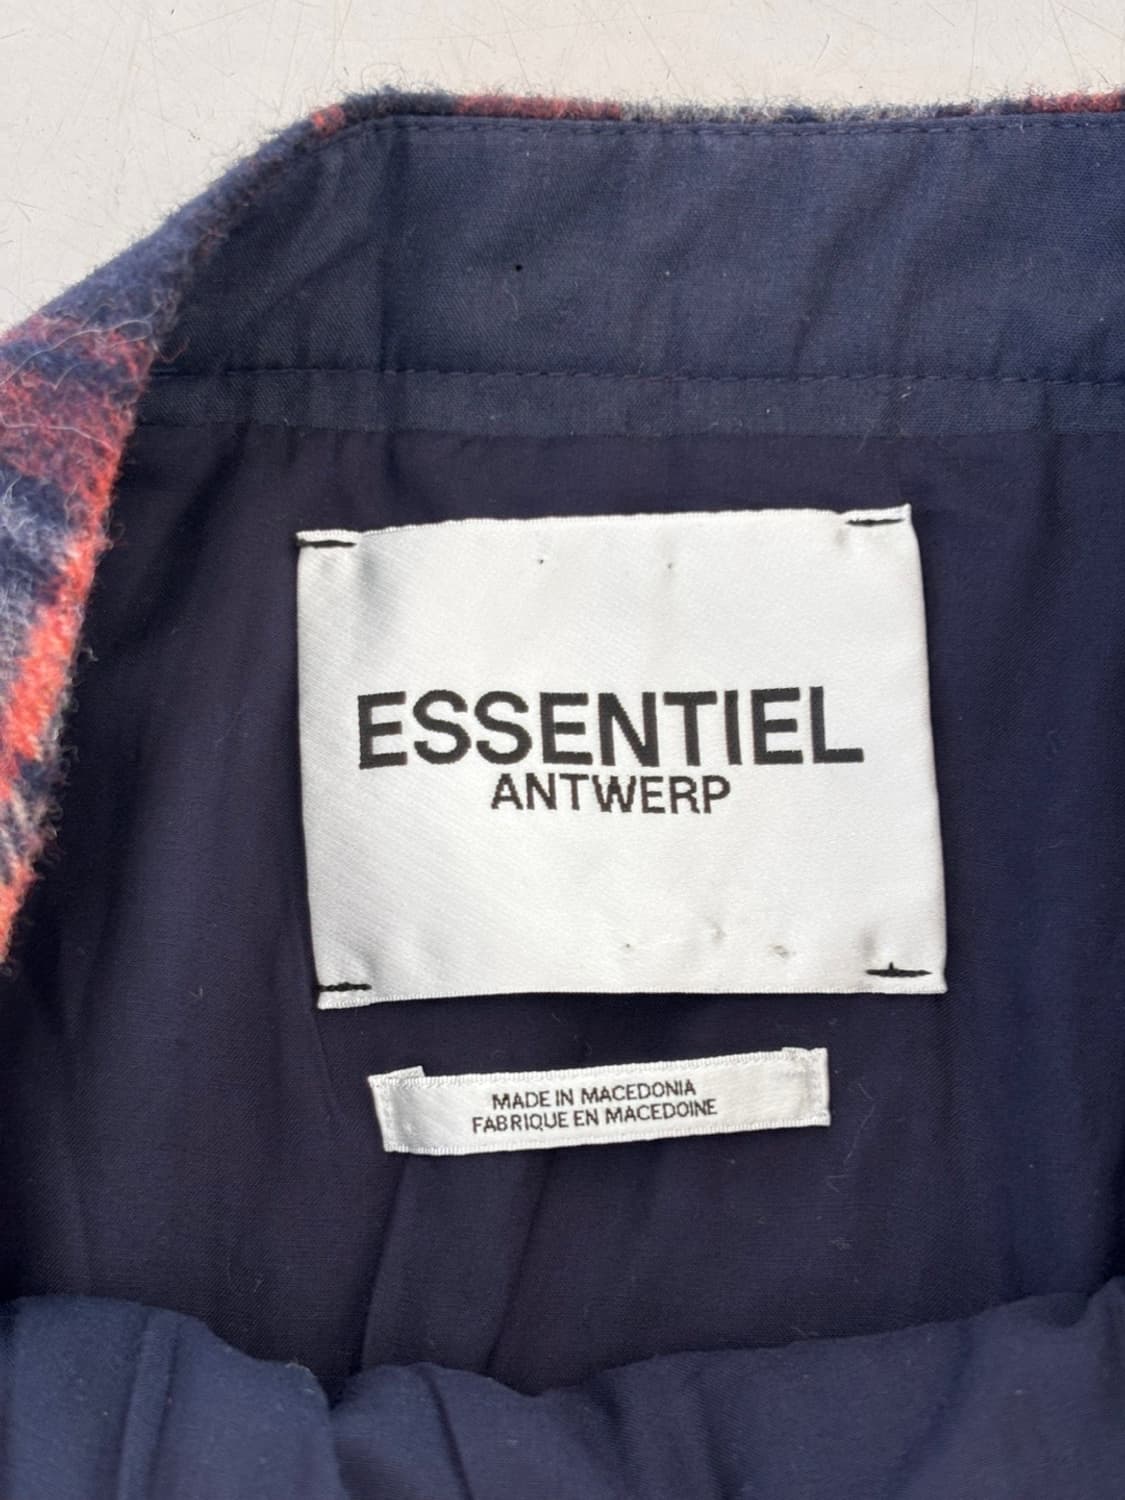 ESSENTIEL
ANTWERP
MADE IN MACEDONIA
FABRIQUE EN MACEDOINE